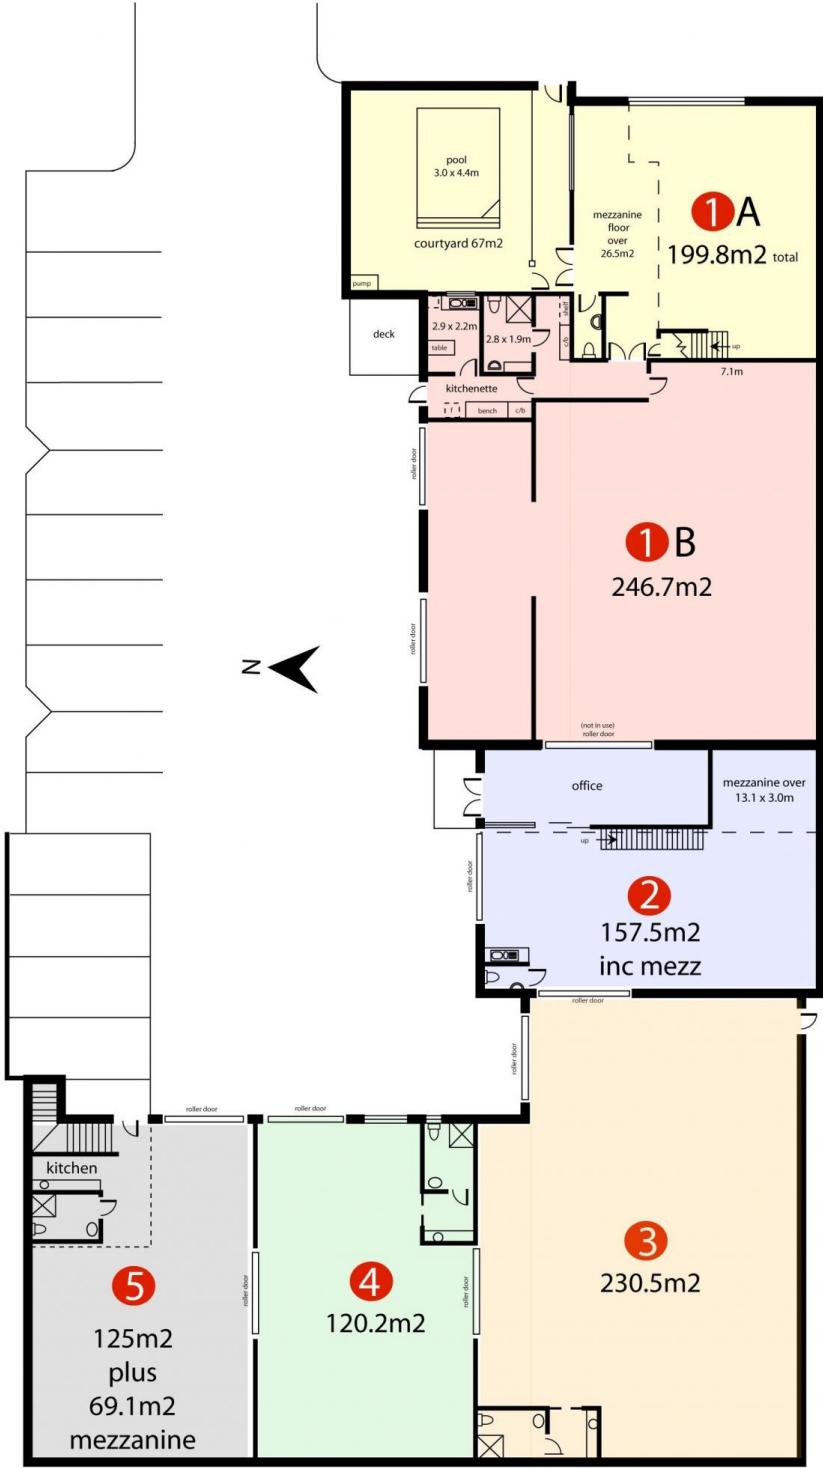 pool
3.0 x 4.4m
courtyard 67m2
pump
mezzanine
floor
over
26.5m2
1 A
199.8m2 total
deck
2.9 x 2.2m
table
2.8 x 1.9m
shelf
c/b
up
7.1m
kitchenette
f
bench
c/b
roller door
1 B
246.7m2
roller door
N
(not in use)
roller door
office
mezzanine over
13.1 x 3.0m
up
roller door
2
157.5m2
inc mezz
roller door
roller door
roller door
roller door
kitchen
5
125m2
plus
69.1m2
mezzanine
roller door
4
120.2m2
roller door
3
230.5m2